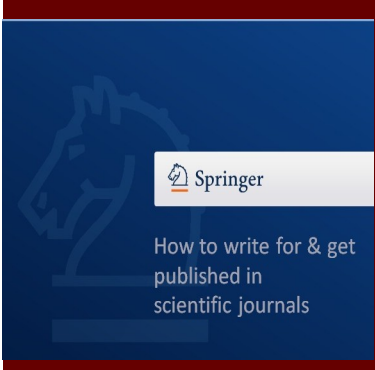 Springer
How to write for & get
published in
scientific journals